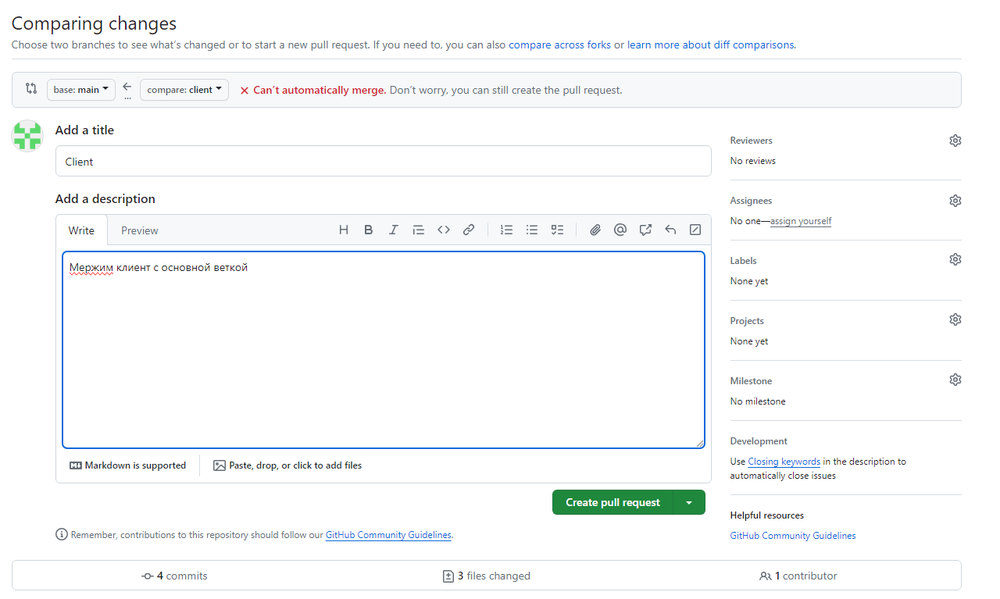 Comparing changes
Choose two branches to see what's changed or to start a new pull request. If you need to, you can also compare across forks or learn more about diff comparisons.
base: main ... compare: client Can't automatically merge. Don't worry, you can still create the pull request.
Add a title
Client
Add a description
Write Preview
Мержим клиент с основной веткой
Markdown is supported Paste, drop, or click to add files
Create pull request
Remember, contributions to this repository should follow our GitHub Community Guidelines.
Reviewers
No reviews
Assignees
No one—assign yourself
Labels
None yet
Projects
None yet
Milestone
No milestone
Development
Use Closing keywords in the description to
automatically close issues
Helpful resources
GitHub Community Guidelines
4 commits 3 files changed 1 contributor